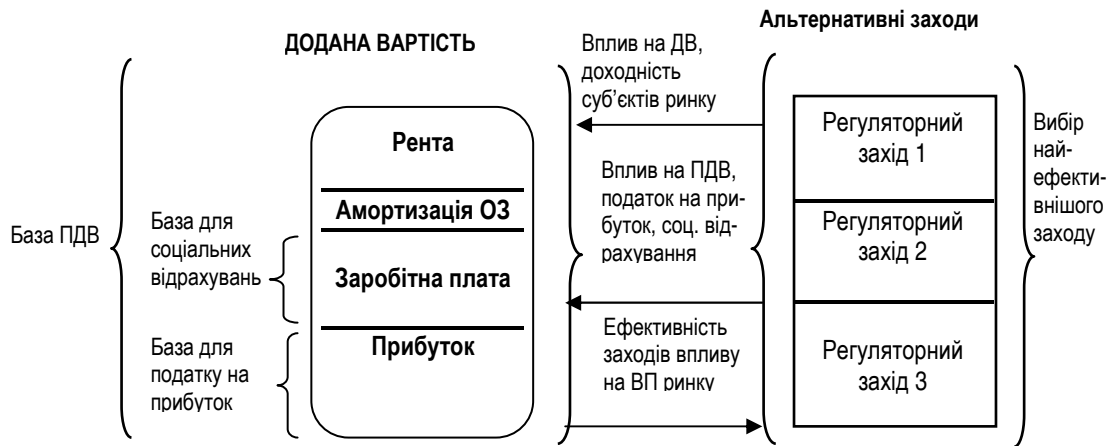 Альтернативні заходи
ДОДАНА ВАРТІСТЬ
База ПДВ
База для
соціальних
відрахувань
База для
податку на
прибуток
Рента
Амортизація ОЗ
Заробітна плата
Прибуток
Вплив на ДВ,
доходність
суб’єктів ринку
Вплив на ПДВ,
податок на при-
буток, соц. від-
рахування
Ефективність
заходів впливу
на ВП ринку
Регуляторний
захід 1
Регуляторний
захід 2
Регуляторний
захід 3
Вибір
най-
ефекти-
внішого
заходу